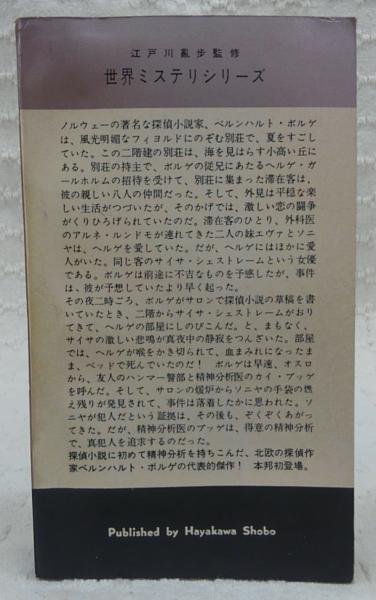 江戸川亂歩監修
世界ミステリシリーズ
ノルウェーの著名な探偵小説家、ベルンハルト・ボルゲ
は、風光明媚なフィヨルドにのぞむ別荘で、夏をすごし
ていた。この二階建の別荘は、海を見はらす小高い丘に
ある。別荘の持主で、ボルゲの従兄にあたるヘルゲ・ガ
ールホルムの招待を受けて、別荘に集まった滞在客は、
彼の親しい八人の仲間だった。そして、外見は平穏な楽
しい生活がつづいたが、そのかげでは、激しい恋の闘争
がくりひろげられていたのだ。滞在客のひとり、外科医
のアルネ・ルンドモが連れてきた二人の妹エヴァとソニ
ヤは、ヘルゲを愛していた。だが、ヘルゲにはほかに愛
人がいた。同じ客のサイサ・シェストレームという女優
である。ボルゲは前途に不吉なものを予感したが、事件
は、彼が予想していたより早く起った。
その夜二時ごろ、ボルゲがサロンで探偵小説の草稿を書
いていたとき、二階からサイサ・シェストレームがおり
てきて、ヘルゲの部屋にしのびこんだ。と、まもなく、
サイサの激しい悲鳴が真夜中の静寂をつんざいた。部屋
では、ヘルゲが喉をかき切られて、血まみれになったま
ま、ベッドで死んでいたのだ！　ボルゲは早速、オスロ
から、友人のハンマー警部と精神分析医のカイ・ブッゲ
を呼んだ。そして、サロンの煖炉からソニヤの手袋の燃
え残りが発見されて、事件は落着したかに思われた。ソ
ニヤが犯人だという証拠は、その後も、ぞくぞくあがっ
てきた。だが、精神分析医のブッゲは、得意の精神分析
で、真犯人を追求するのだった。
探偵小説に初めて精神分析を持ちこんだ、北欧の探偵作
家ベルンハルト・ボルゲの代表的傑作！　本邦初登場。
Published by Hayakawa Shobo